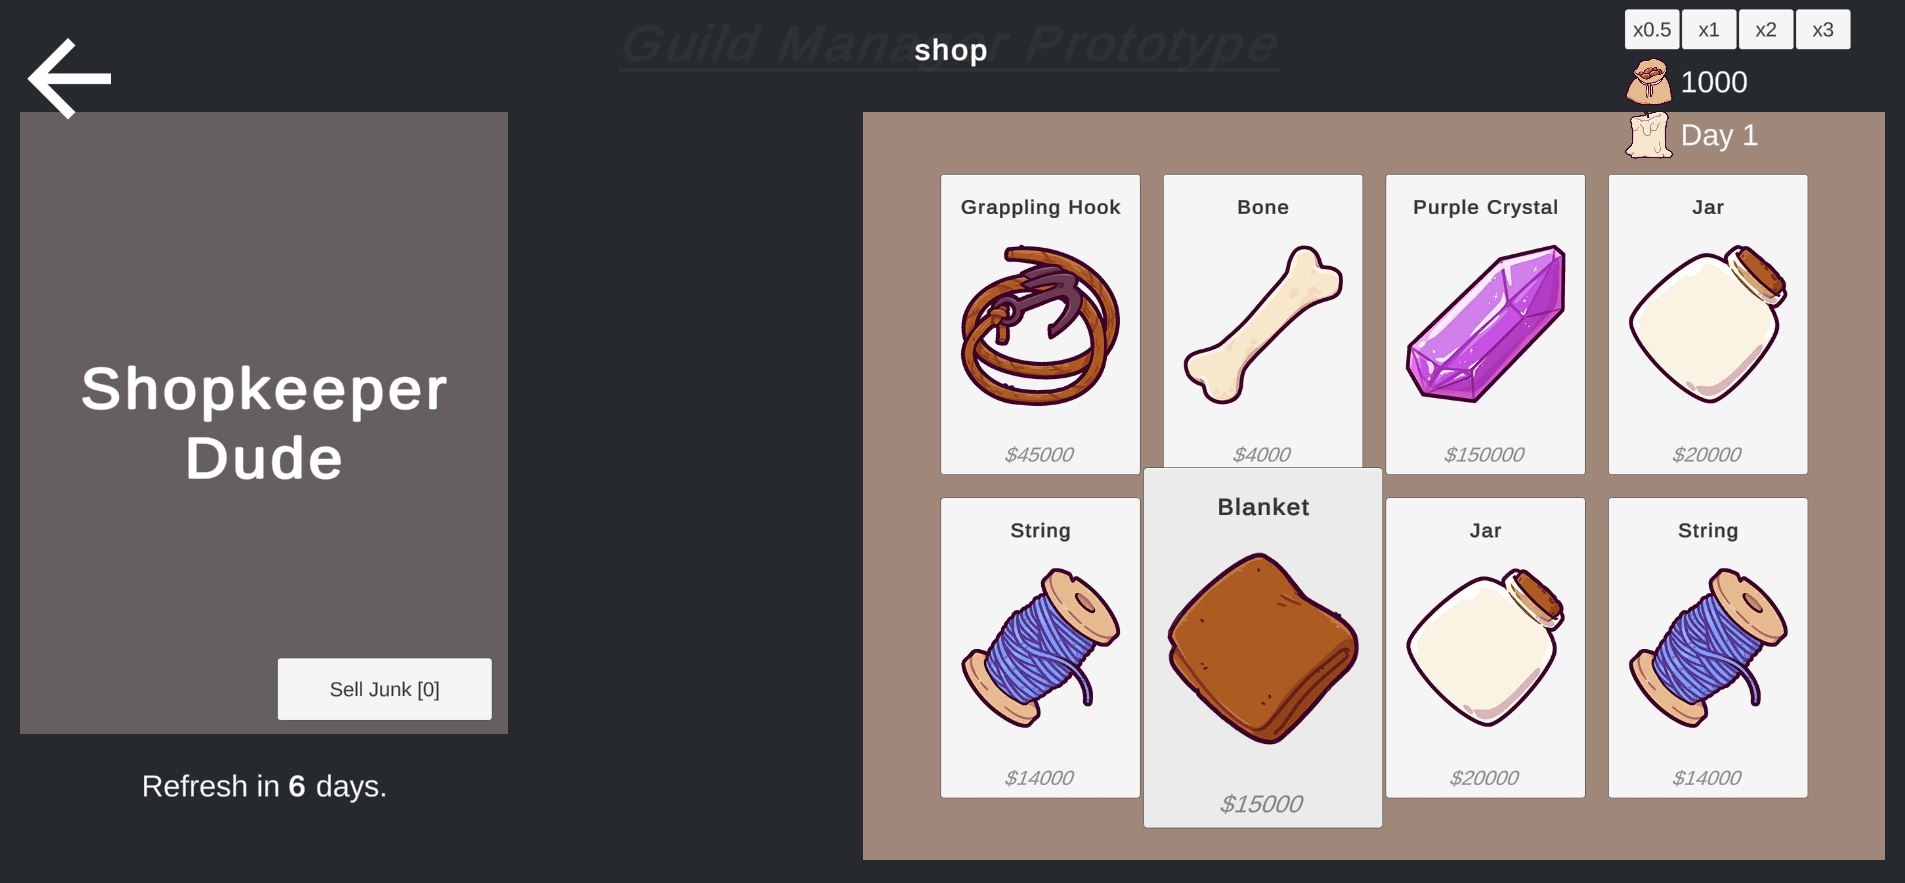 Guild Manager Prototype
shop
x0.5 x1 x2 x3
1000
Day 1
Shopkeeper
Dude
Sell Junk [0]
Refresh in 6 days.
Grappling Hook
$45000
Bone
$4000
Purple Crystal
$150000
Jar
$20000
String
$14000
Blanket
$15000
Jar
$20000
String
$14000